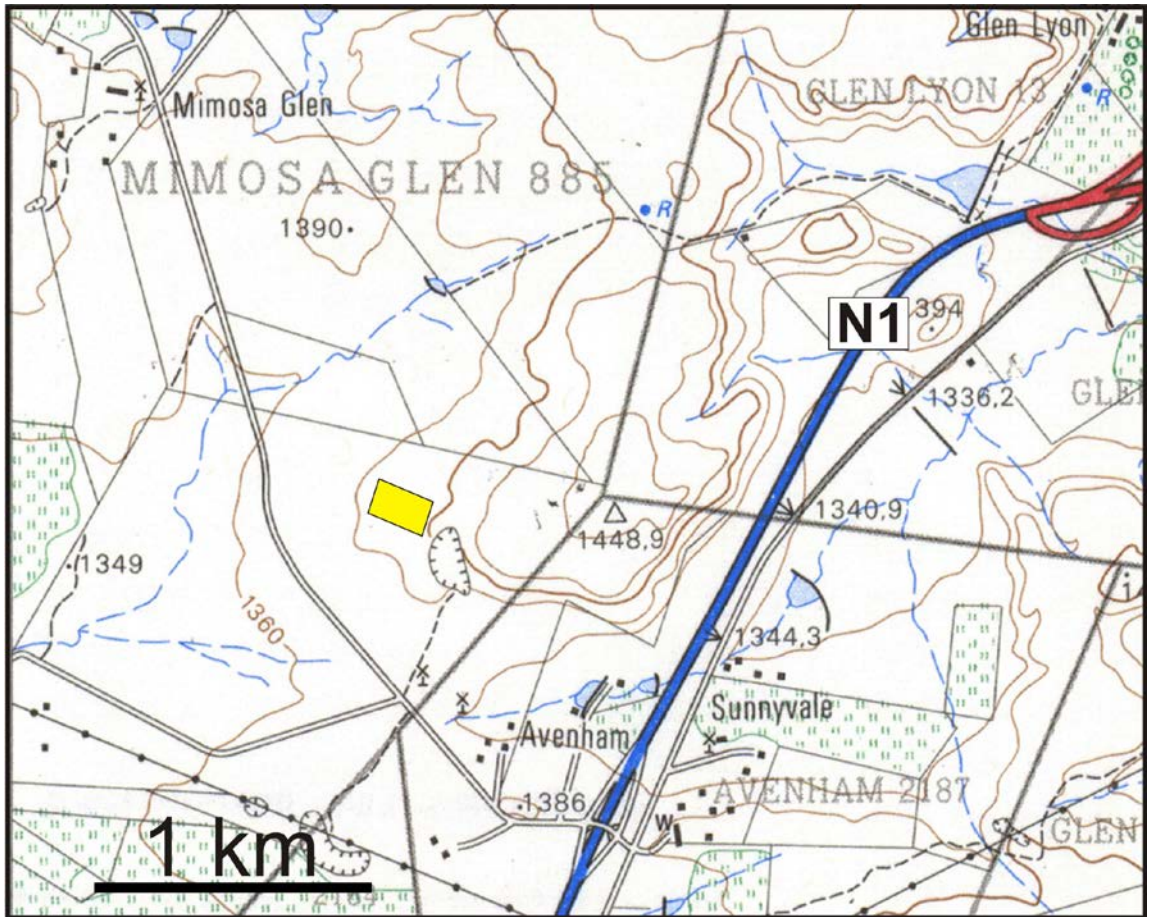 Glen Lyon
GLEN LYON 13
R
Mimosa Glen
MIMOSA GLEN 885
R
1390
N1
394
1336,2
GLE
1340,9
1448,9
1349
1360
1344,3
Sunnyvale
Avenham
1386
AVENHAM 2187
W
GLEN
1 km